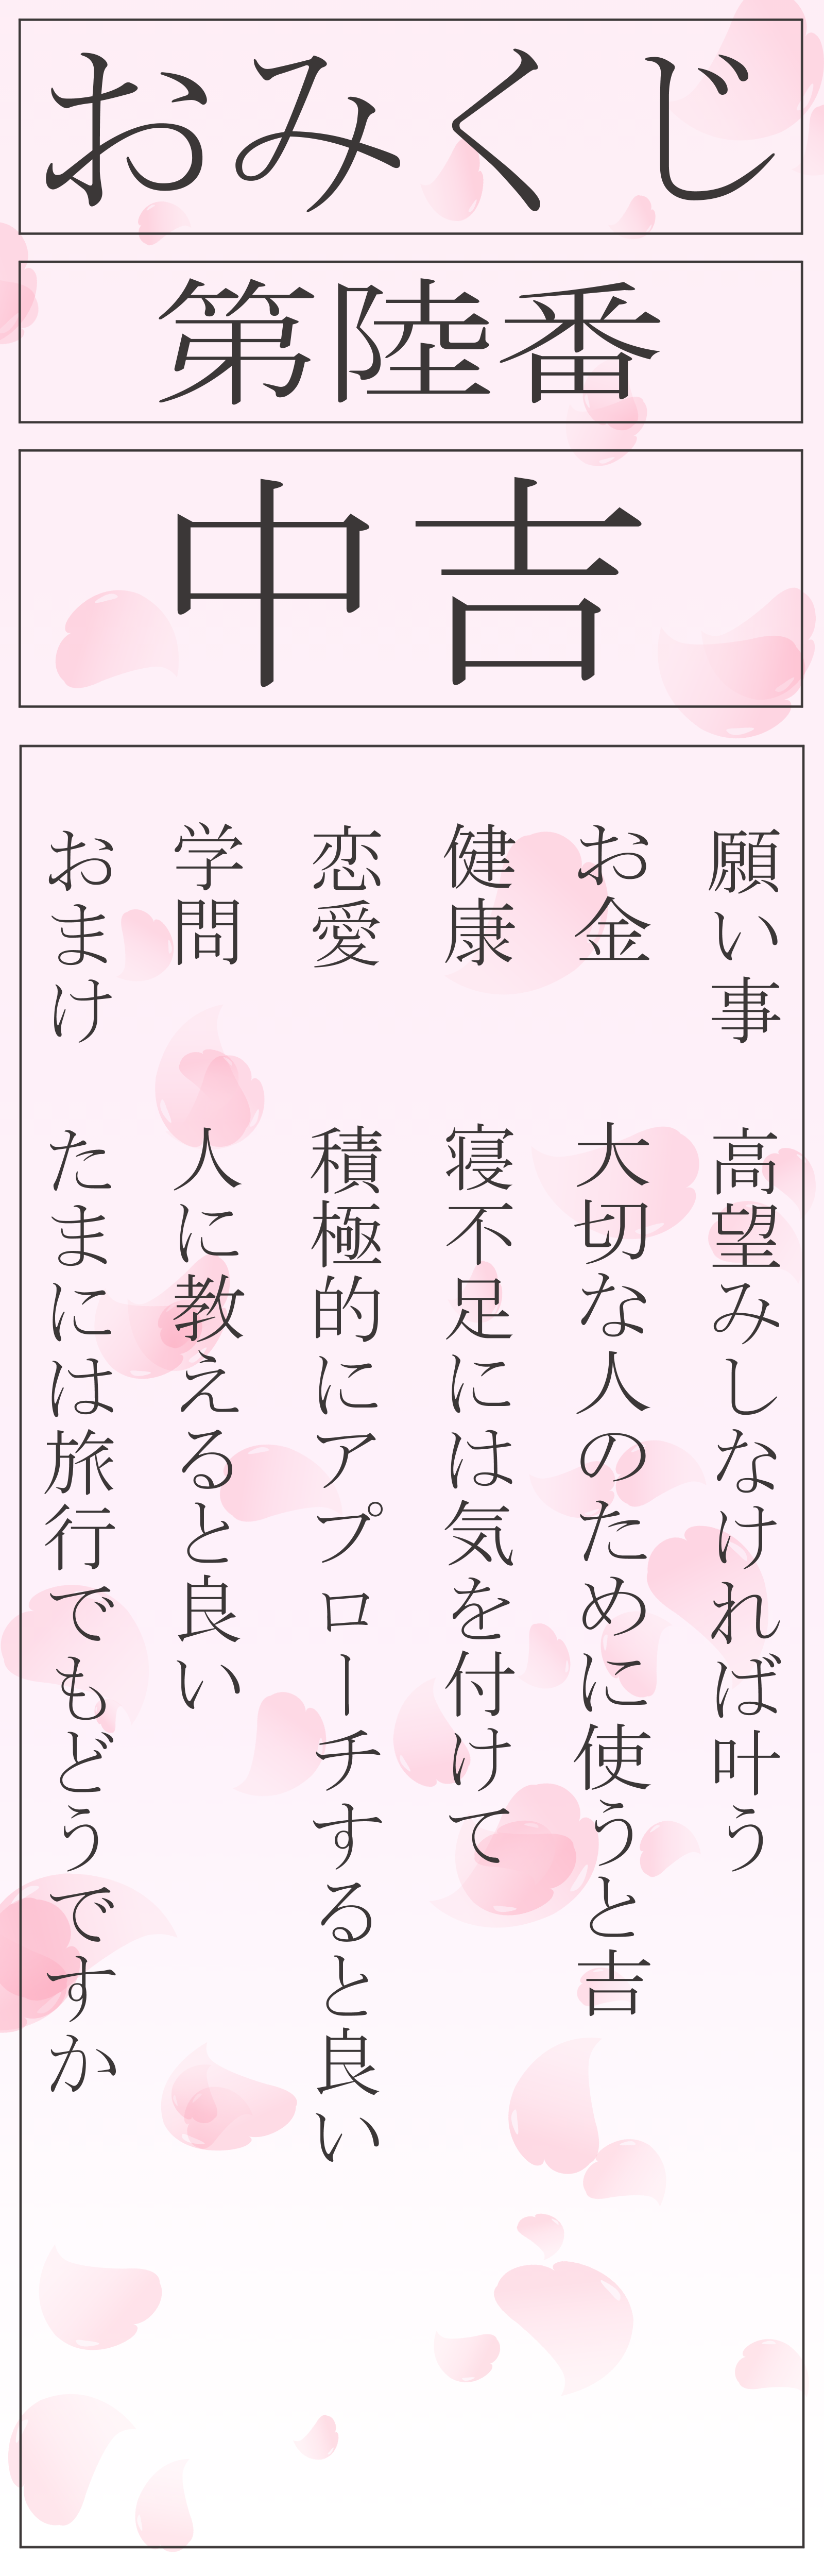 おみくじ
第陸番
中吉
願い事　高望みしなければ叶う
お金　大切な人のために使うと吉
健康　寝不足には気を付けて
恋愛　積極的にアプローチすると良い
学問　人に教えると良い
おまけ　たまには旅行でもどうですか